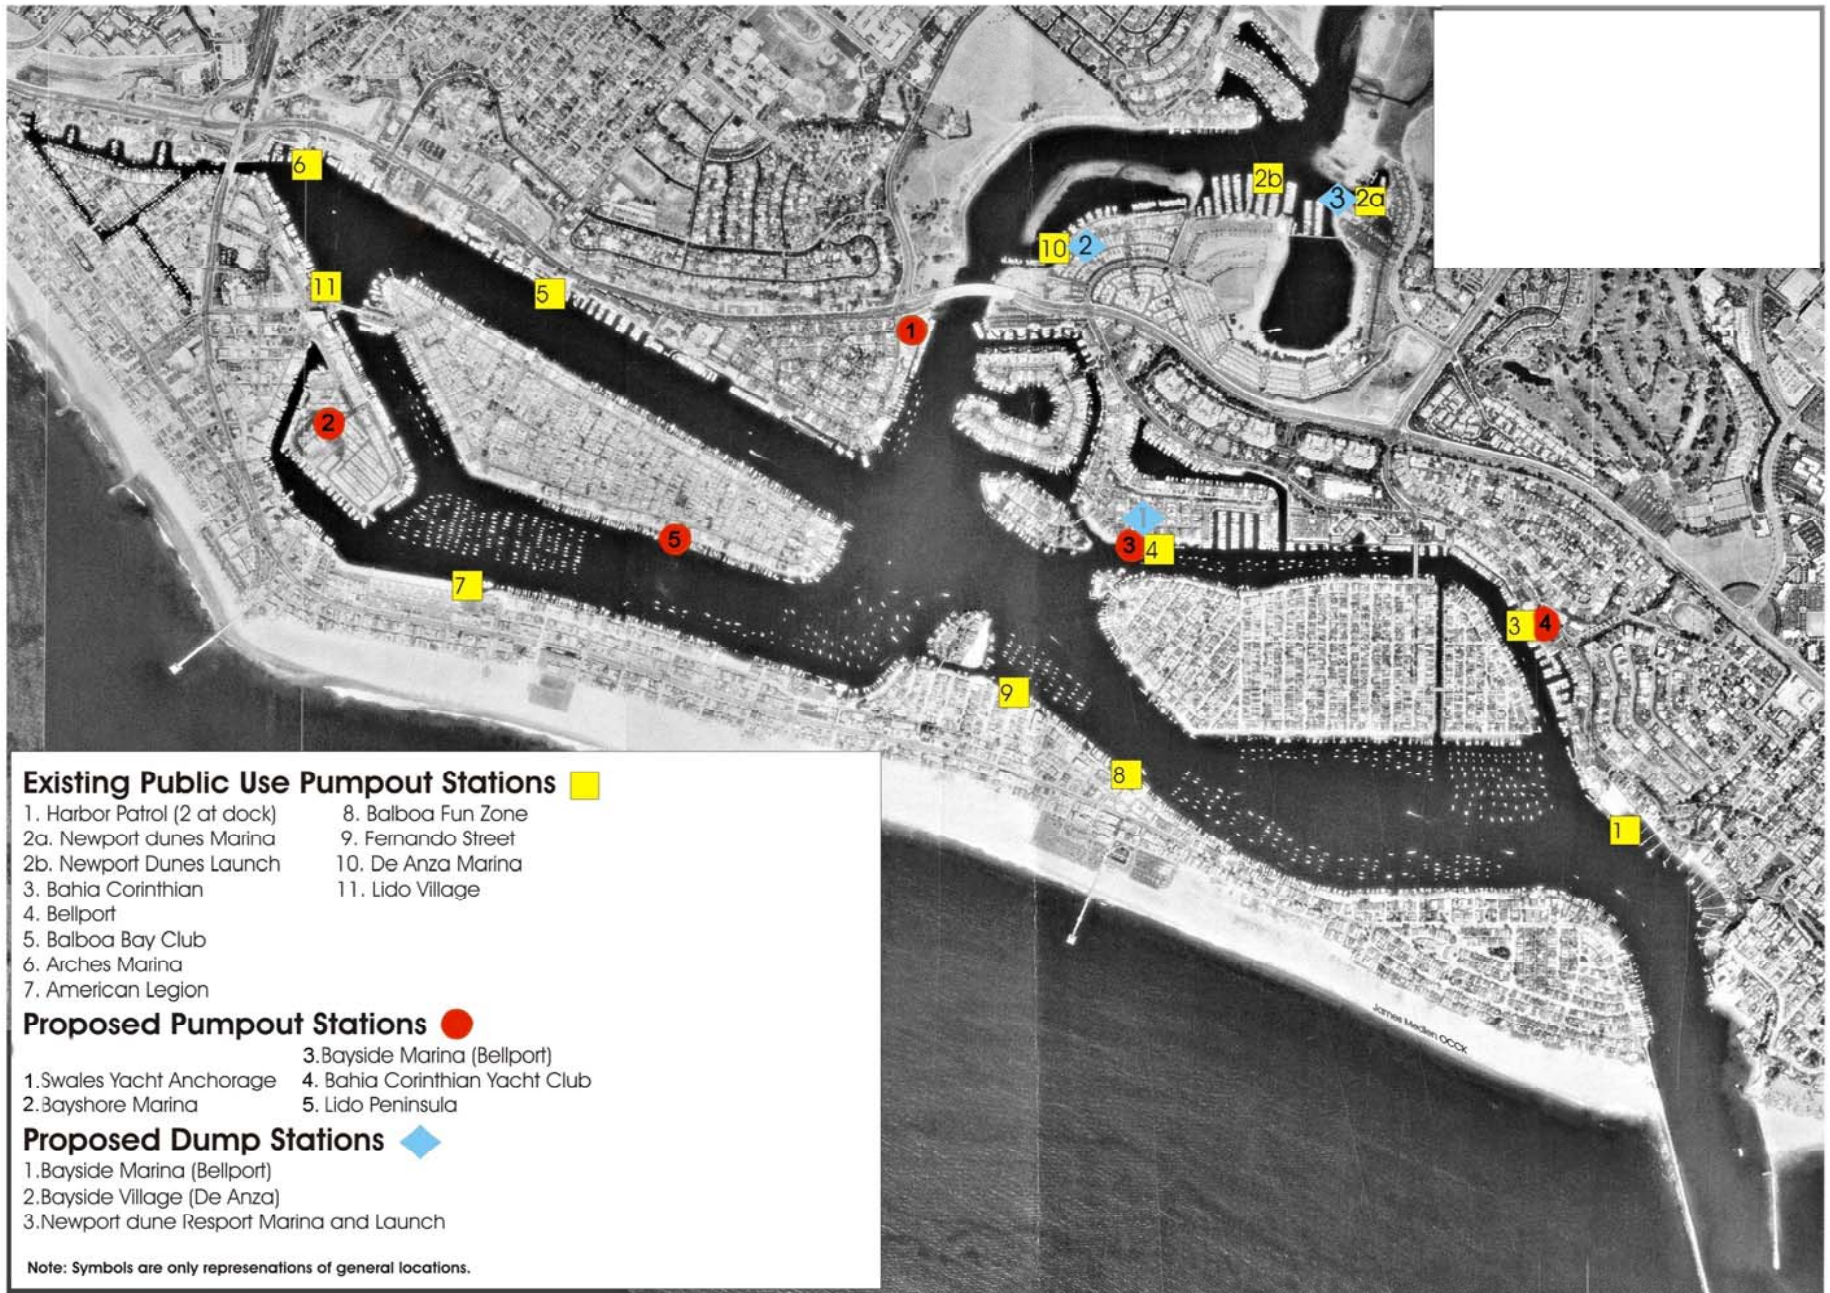 6
2b
3
2a
10
2
11
5
1
2
5
1
3
4
7
3
4
9
8
1
James Medlen OCCK
Existing Public Use Pumpout Stations
1. Harbor Patrol (2 at dock)
2a. Newport dunes Marina
2b. Newport Dunes Launch
3. Bahia Corinthian
4. Bellport
5. Balboa Bay Club
6. Arches Marina
7. American Legion
8. Balboa Fun Zone
9. Fernando Street
10. De Anza Marina
11. Lido Village
Proposed Pumpout Stations
1.Swales Yacht Anchorage
2.Bayshore Marina
3.Bayside Marina (Bellport)
4. Bahia Corinthian Yacht Club
5. Lido Peninsula
Proposed Dump Stations
1.Bayside Marina (Bellport)
2.Bayside Village (De Anza)
3.Newport dune Resport Marina and Launch
Note: Symbols are only represenations of general locations.